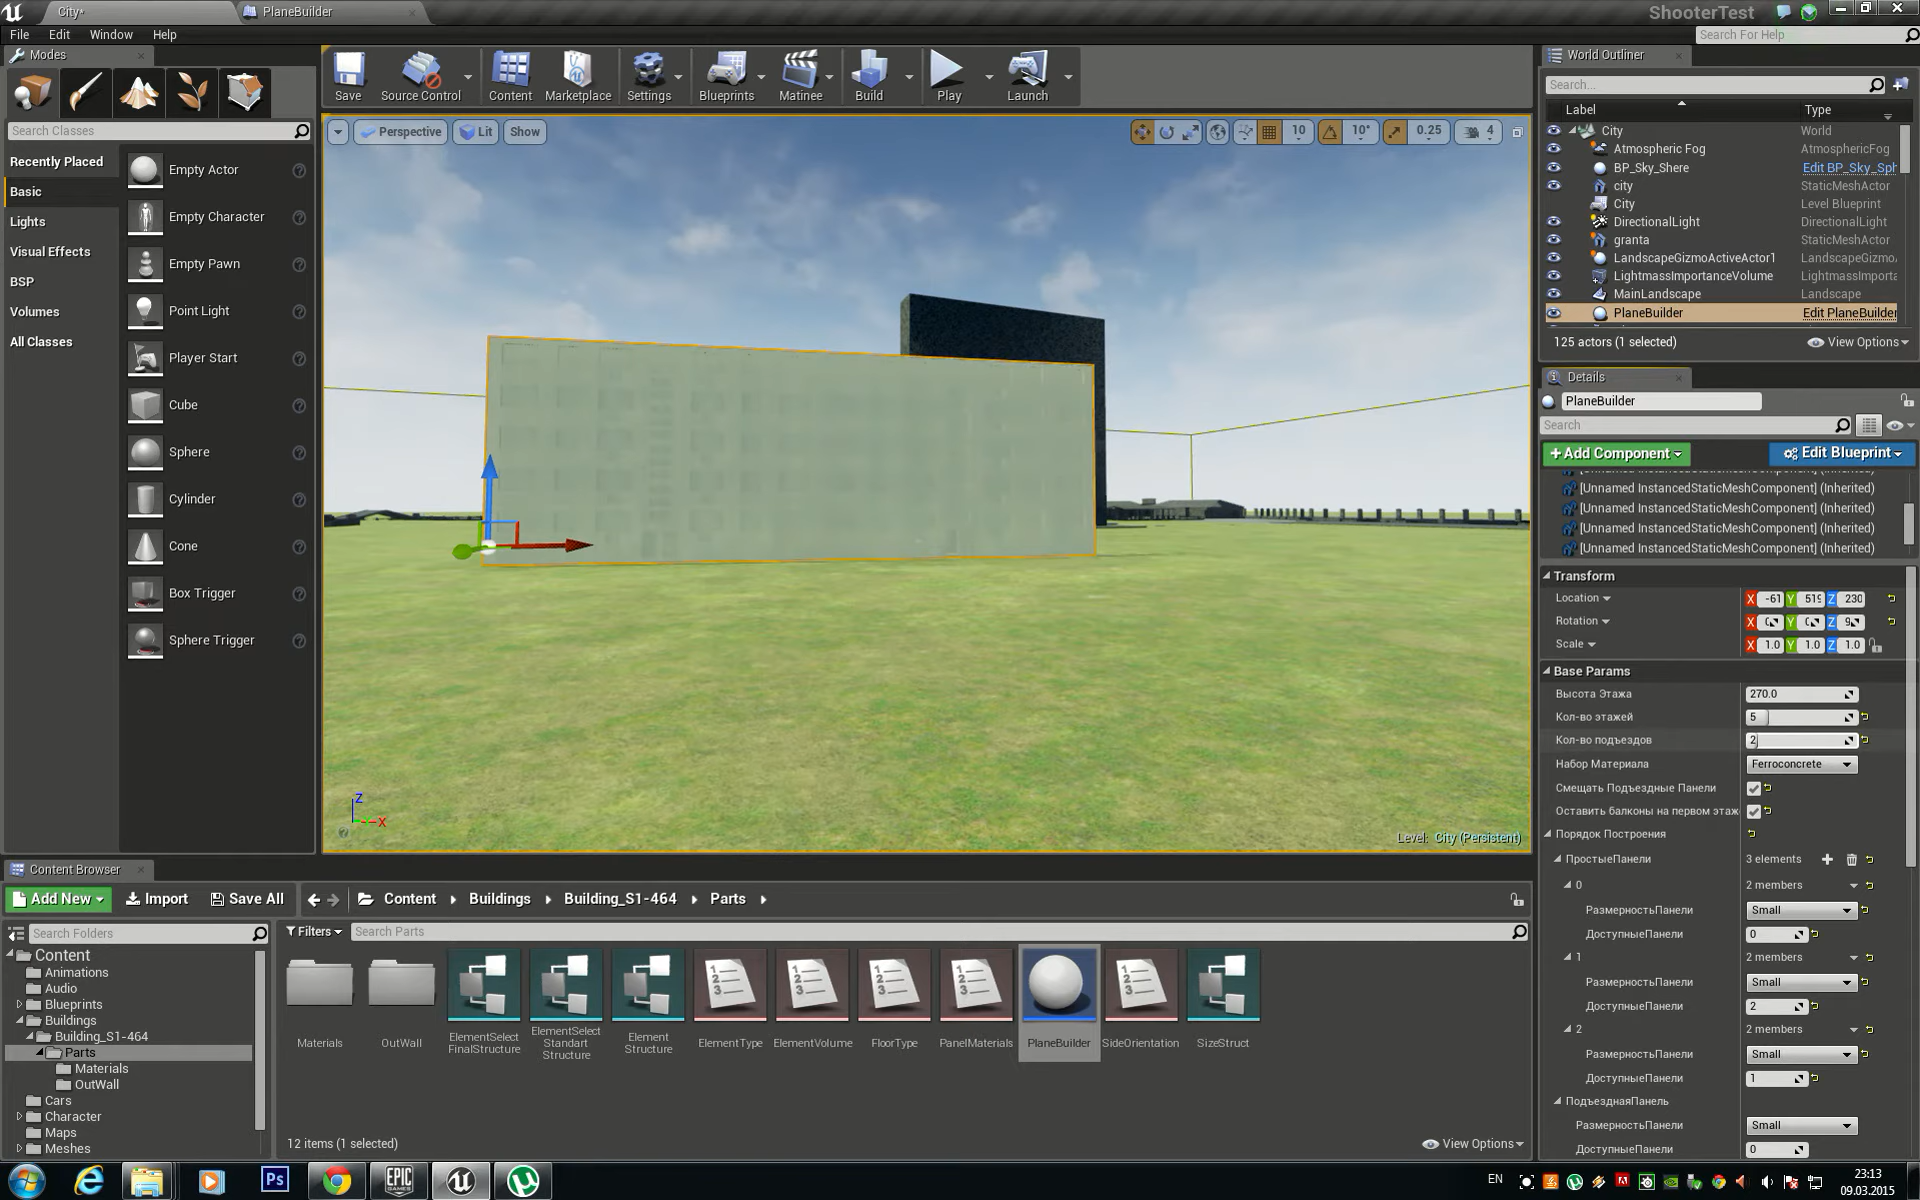 City*
PlaneBuilder
ShooterTest
File Edit Window Help
Search For Help
Modes
Search Classes
Recently Placed
Basic
Lights
Visual Effects
BSP
Volumes
All Classes
Empty Actor
Empty Character
Empty Pawn
Point Light
Player Start
Cube
Sphere
Cylinder
Cone
Box Trigger
Sphere Trigger
Save
Source Control
Content
Marketplace
Settings
Blueprints
Matinee
Build
Play
Launch
Perspective
Lit
Show
10
10°
0.25
4
Z
X
Level: City (Persistent)
World Outliner
Search...
Label Type
City World
Atmospheric Fog AtmosphericFog
BP_Sky_Shere Edit BP_Sky_Sph
city StaticMeshActor
City Level Blueprint
DirectionalLight DirectionalLight
granta StaticMeshActor
LandscapeGizmoActiveActor1 LandscapeGizmo
LightmassImportanceVolume LightmassImporta
MainLandscape Landscape
PlaneBuilder Edit PlaneBuilder
125 actors (1 selected)
View Options
Details
PlaneBuilder
Search
+Add Component
Edit Blueprint
[Unnamed InstancedStaticMeshComponent] (Inherited)
[Unnamed InstancedStaticMeshComponent] (Inherited)
[Unnamed InstancedStaticMeshComponent] (Inherited)
[Unnamed InstancedStaticMeshComponent] (Inherited)
Transform
Location X -61 Y 519 Z 230
Rotation X Y Z
Scale X 1.0 Y 1.0 Z 1.0
Base Params
Высота Этажа 270.0
Кол-во этажей 5
Кол-во подъездов 2
Набор Материала Ferroconcrete
Смещать Подъездные Панели
Оставить балконы на первом этаж
Порядок Построения
ПростыеПанели 3 elements
0 2 members
РазмерностьПанели Small
ДоступныеПанели 0
1 2 members
РазмерностьПанели Small
ДоступныеПанели 2
2 2 members
РазмерностьПанели Small
ДоступныеПанели 1
ПодъезднаяПанель
РазмерностьПанели Small
ДоступныеПанели 0
Content Browser
Add New
Import
Save All
Content
Buildings
Building_S1-464
Parts
Search Folders
Filters
Search Parts
Content
Animations
Audio
Blueprints
Buildings
Building_S1-464
Parts
Materials
OutWall
Cars
Character
Maps
Meshes
Materials
OutWall
ElementSelect
FinalStructure
ElementSelect
Standart
Structure
Element
Structure
ElementType
ElementVolume
FloorType
PanelMaterials
PlaneBuilder
SideOrientation
SizeStruct
12 items (1 selected)
View Options
Ps
EPIC
GAMES
EN
23:13
09.03.2015